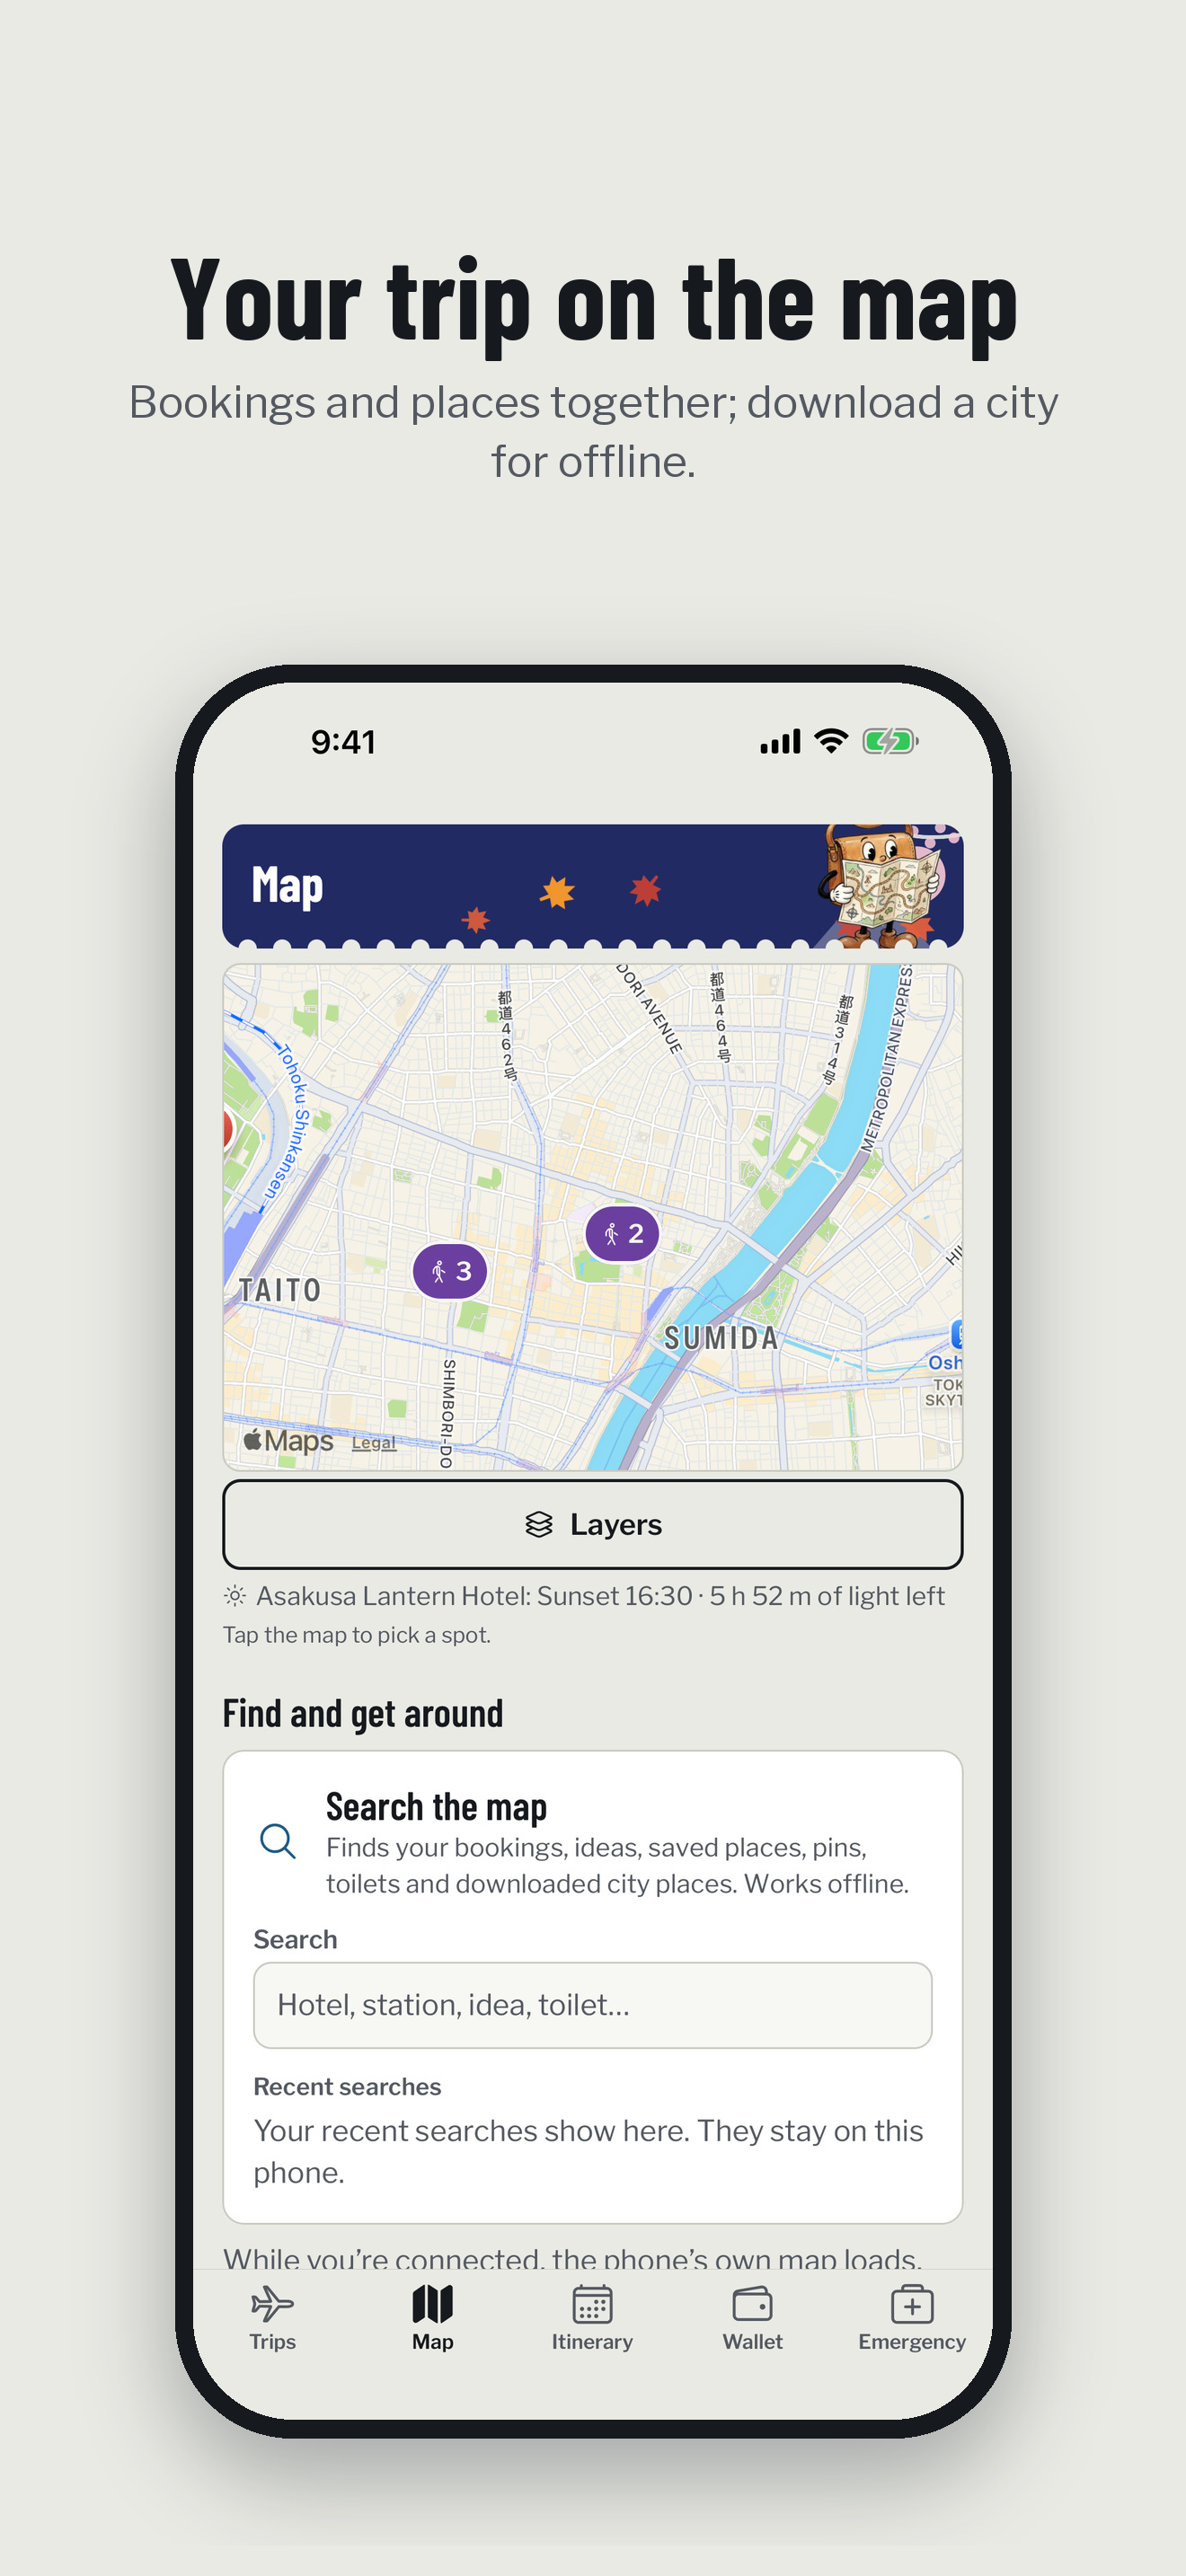 Your trip on the map
Bookings and places together; download a city
for offline.
9:41
Map
都道462号
DORI AVENUE
都道464号
都道314号
METROPOLITAN EXPRES
Tohoku Shinkansen
2
3
TAITO
SUMIDA
HI
Osh
TOK
SKYT
SHIMBORI-DO
Maps
Legal
Layers
Asakusa Lantern Hotel: Sunset 16:30 · 5 h 52 m of light left
Tap the map to pick a spot.
Find and get around
Search the map
Finds your bookings, ideas, saved places, pins,
toilets and downloaded city places. Works offline.
Search
Hotel, station, idea, toilet...
Recent searches
Your recent searches show here. They stay on this
phone.
While you’re connected, the phone’s own map loads.
Trips
Map
Itinerary
Wallet
Emergency